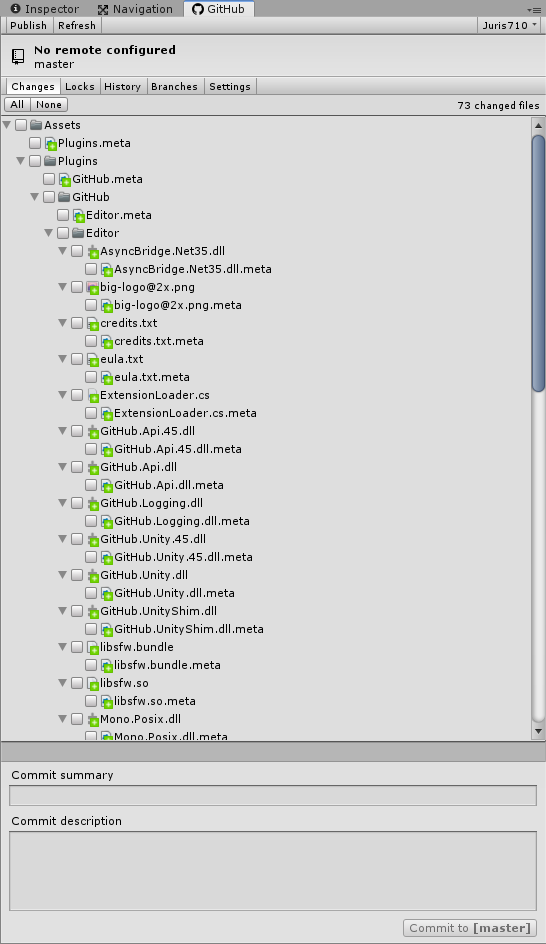 Inspector Navigation GitHub
Publish Refresh Juris710
No remote configured
master
Changes Locks History Branches Settings
All None 73 changed files
Assets
Plugins.meta
Plugins
GitHub.meta
GitHub
Editor.meta
Editor
AsyncBridge.Net35.dll
AsyncBridge.Net35.dll.meta
big-logo@2x.png
big-logo@2x.png.meta
credits.txt
credits.txt.meta
eula.txt
eula.txt.meta
ExtensionLoader.cs
ExtensionLoader.cs.meta
GitHub.Api.45.dll
GitHub.Api.45.dll.meta
GitHub.Api.dll
GitHub.Api.dll.meta
GitHub.Logging.dll
GitHub.Logging.dll.meta
GitHub.Unity.45.dll
GitHub.Unity.45.dll.meta
GitHub.Unity.dll
GitHub.Unity.dll.meta
GitHub.UnityShim.dll
GitHub.UnityShim.dll.meta
libsfw.bundle
libsfw.bundle.meta
libsfw.so
libsfw.so.meta
Mono.Posix.dll
Mono.Posix.dll.meta
Commit summary
Commit description
Commit to [master]